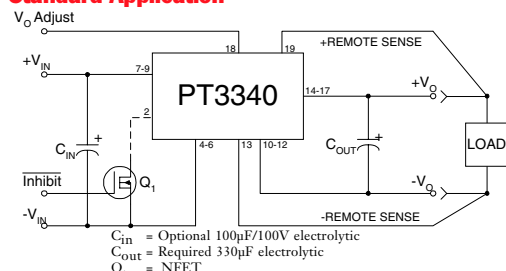 Standard Application
VO Adjust
18
19
+REMOTE SENSE
+VIN
7-9
PT3340
14-17
+VO
2
CIN
+
COUT
+
LOAD
4-6
13
10-12
Inhibit
Q1
-VO
-VIN
-REMOTE SENSE
Cin = Optional 100µF/100V electrolytic
Cout = Required 330µF electrolytic
Q = NFET